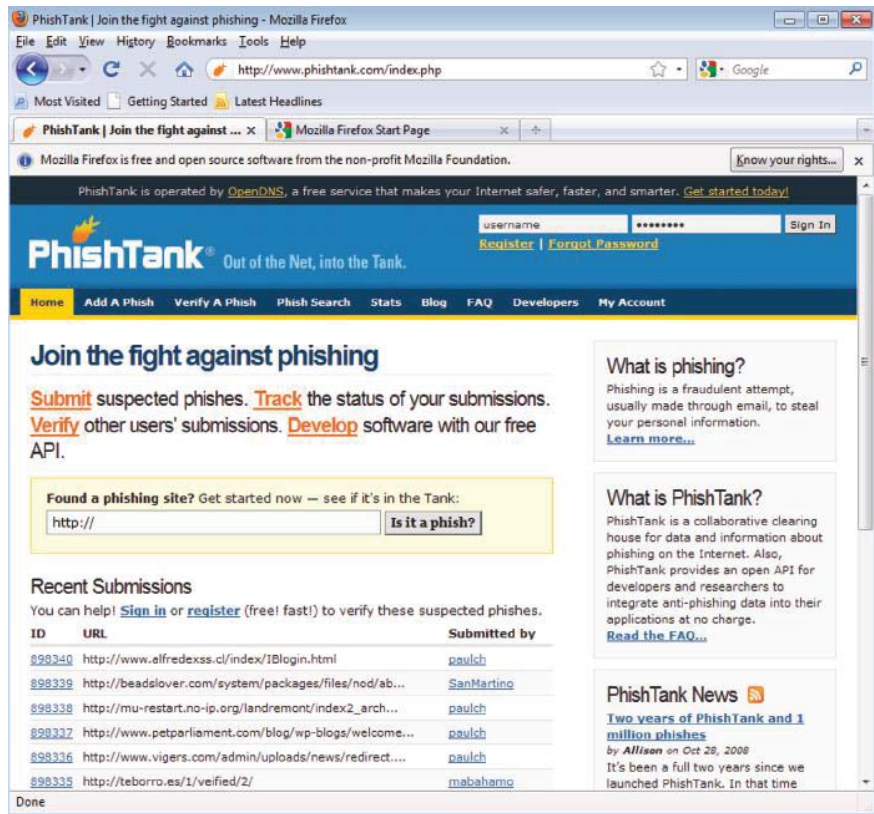 PhishTank | Join the fight against phishing - Mozilla Firefox
File Edit View History Bookmarks Tools Help
http://www.phishtank.com/index.php
Google
Most Visited Getting Started Latest Headlines
PhishTank | Join the fight against ... Mozilla Firefox Start Page
Mozilla Firefox is free and open source software from the non-profit Mozilla Foundation. Know your rights...
PhishTank is operated by OpenDNS, a free service that makes your Internet safer, faster, and smarter. Get started today!
username •••••••• Sign In
Register | Forgot Password
PhishTank® Out of the Net, into the Tank.
Home Add A Phish Verify A Phish Phish Search Stats Blog FAQ Developers My Account
Join the fight against phishing
Submit suspected phishes. Track the status of your submissions.
Verify other users' submissions. Develop software with our free
API.
Found a phishing site? Get started now — see if it's in the Tank:
http:// Is it a phish?
Recent Submissions
You can help! Sign in or register (free! fast!) to verify these suspected phishes.
ID URL Submitted by
898340 http://www.alfredexss.cl/index/IBlogin.html paulch
898339 http://beadslover.com/system/packages/files/nod/ab... SanMartino
898338 http://mu-restart.no-ip.org/landremont/index2_arch... paulch
898337 http://www.petparliament.com/blog/wp-blogs/welcome... paulch
898336 http://www.vigers.com/admin/uploads/news/redirect.... paulch
898335 http://teborro.es/1/veified/2/ mabahamo
What is phishing?
Phishing is a fraudulent attempt,
usually made through email, to steal
your personal information.
Learn more...
What is PhishTank?
PhishTank is a collaborative clearing
house for data and information about
phishing on the Internet. Also,
PhishTank provides an open API for
developers and researchers to
integrate anti-phishing data into their
applications at no charge.
Read the FAQ...
PhishTank News
Two years of PhishTank and 1
million phishes
by Allison on Oct 28, 2008
It's been a full two years since we
launched PhishTank. In that time
Done